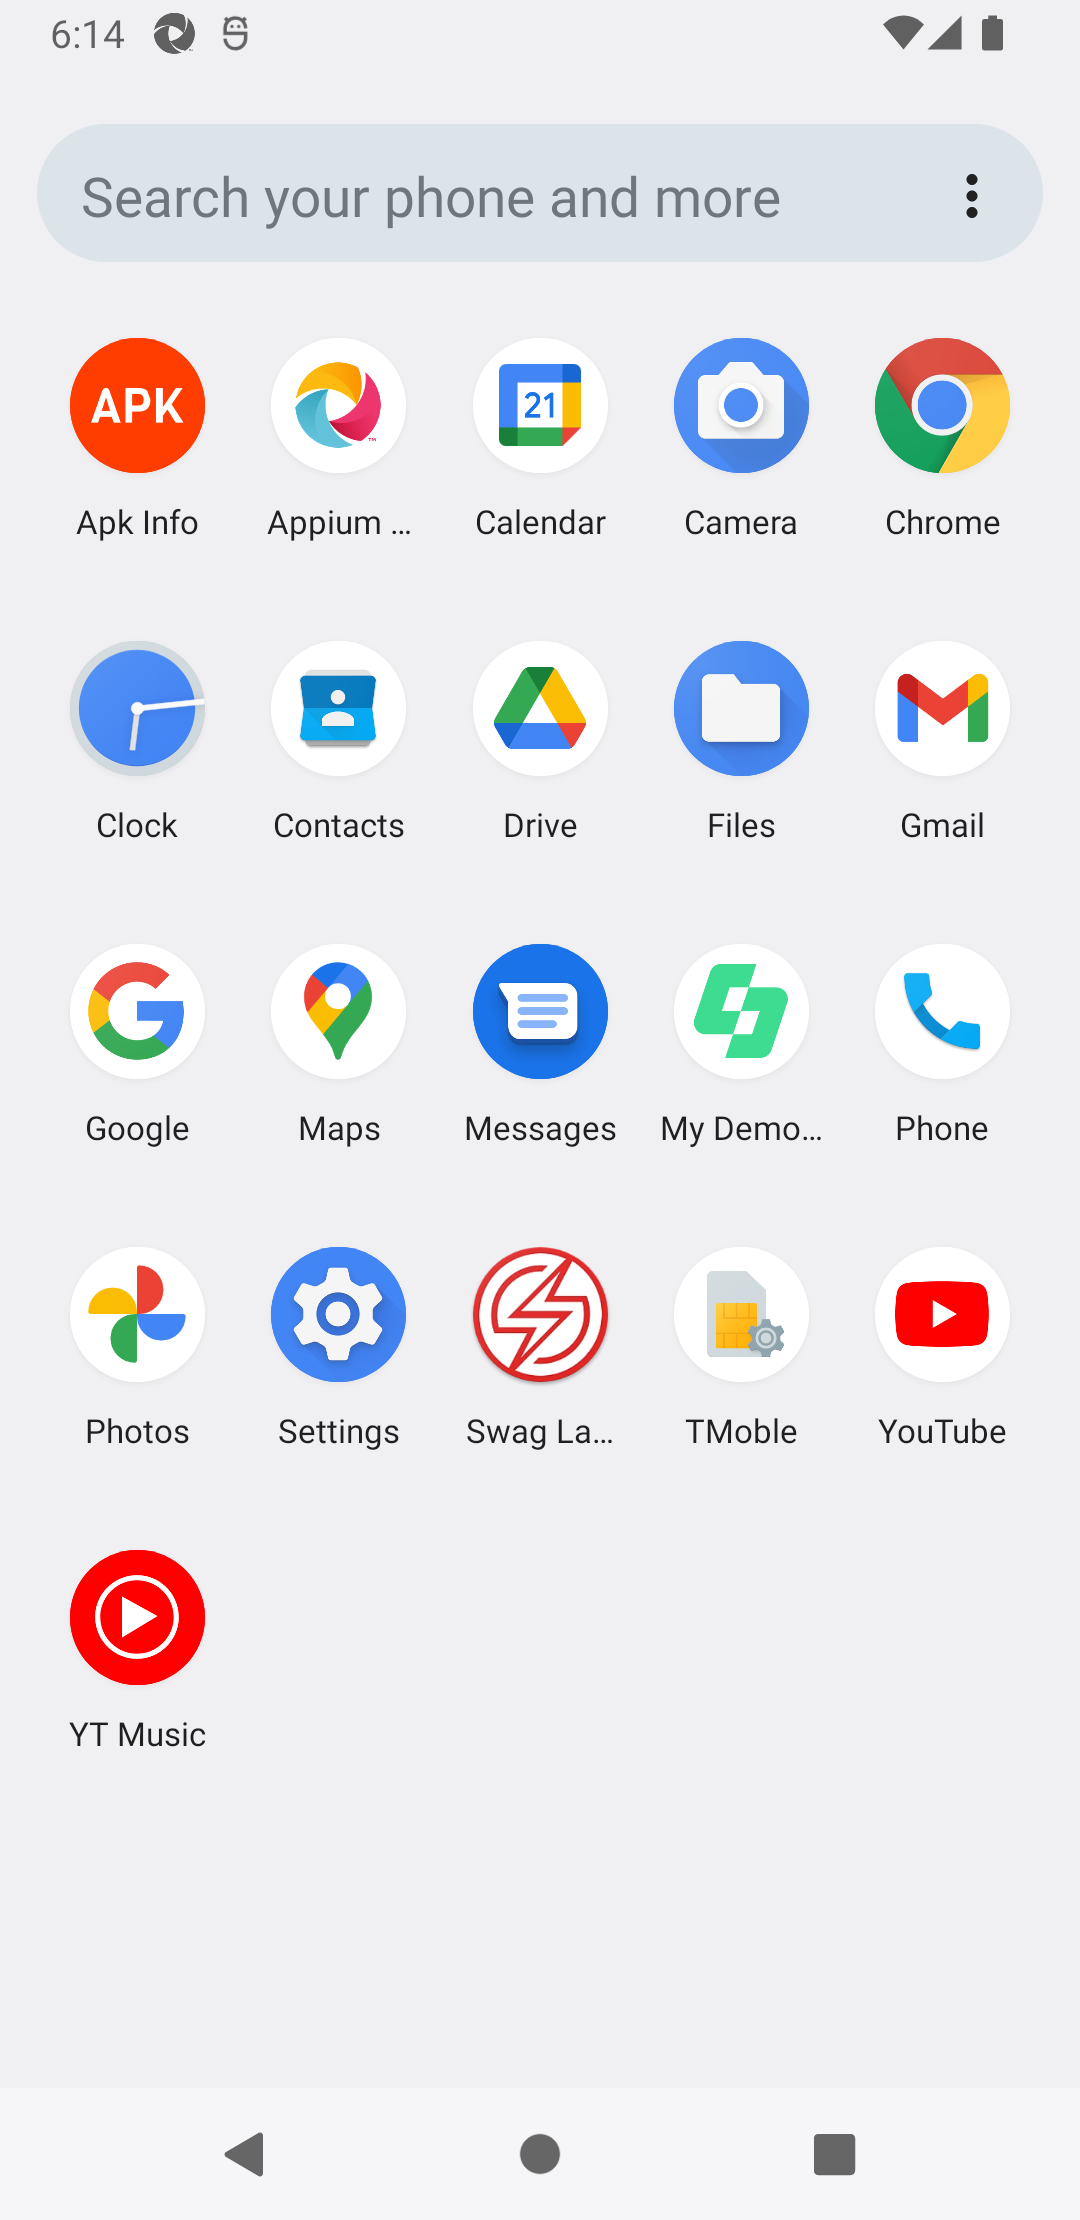 6:14
Search your phone and more
APK
21
Apk Info
Appium ...
Calendar
Camera
Chrome
Clock
Contacts
Drive
Files
Gmail
Google
Maps
Messages
My Demo...
Phone
Photos
Settings
Swag La...
TMoble
YouTube
YT Music